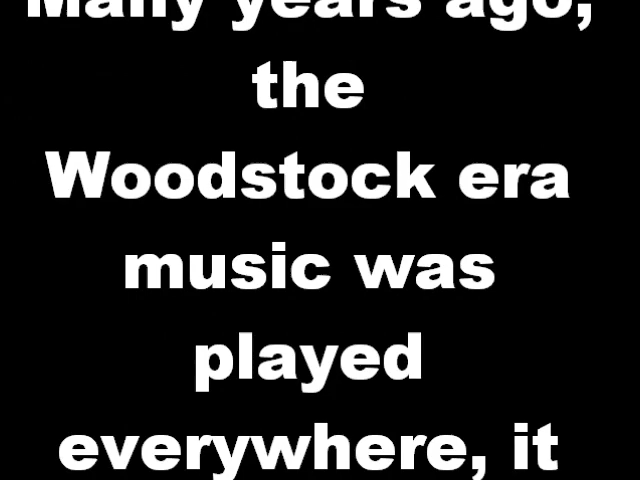 Many years ago,
the
Woodstock era
music was
played
everywhere, it